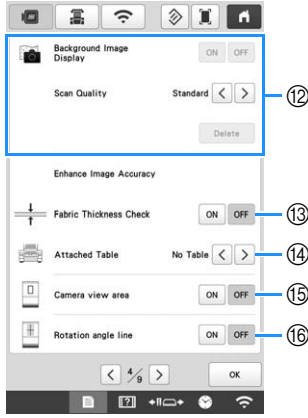 Background Image
Display
ON OFF
Scan Quality
Standard < >
Delete
⑫
Enhance Image Accuracy
Fabric Thickness Check
ON OFF
⑬
Attached Table
No Table < >
⑭
Camera view area
ON OFF
⑮
Rotation angle line
ON OFF
⑯
< 4/9 >
OK
?